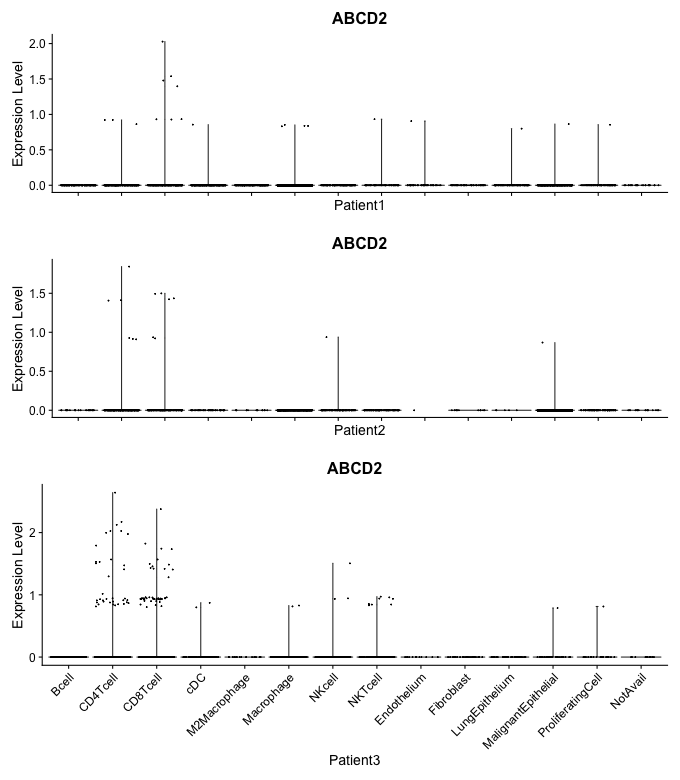 ABCD2
Expression Level
2.0
1.5
1.0
0.5
0.0
Patient1
ABCD2
Expression Level
1.5
1.0
0.5
0.0
Patient2
ABCD2
Expression Level
2
1
0
Bcell
CD4Tcell
CD8Tcell
cDC
M2Macrophage
Macrophage
NKcell
NKTcell
Endothelium
Fibroblast
LungEpithelium
MalignantEpithelial
ProliferatingCell
NotAvail
Patient3